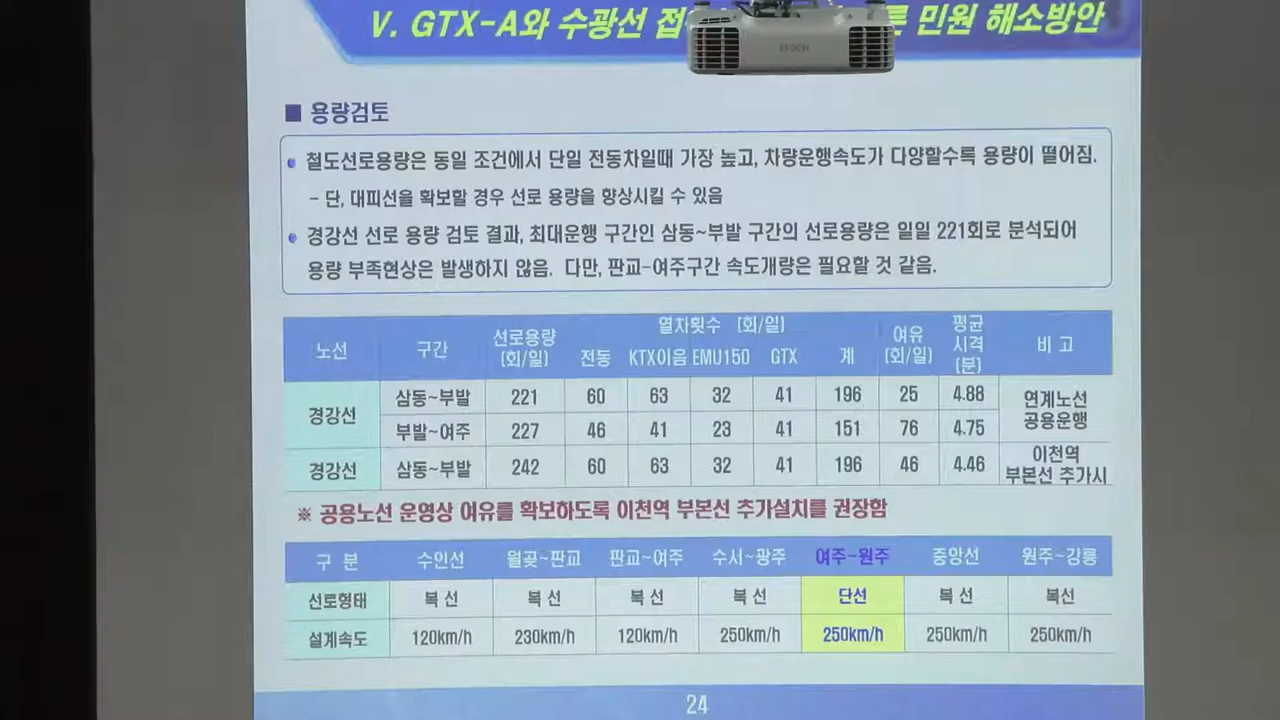 V. GTX-A와 수광선 접 른 민원 해소방안
EPSON
■ 용량검토
• 철도선로용량은 동일 조건에서 단일 전동차일때 가장 높고, 차량운행속도가 다양할수록 용량이 떨어짐.
- 단, 대피선을 확보할 경우 선로 용량을 향상시킬 수 있음
• 경강선 선로 용량 검토 결과, 최대운행 구간인 삼동~부발 구간의 선로용량은 일일 221회로 분석되어
용량 부족현상은 발생하지 않음. 다만, 판교-여주구간 속도개량은 필요할 것 같음.
노선 구간 선로용량 (회/일) 열차횟수 (회/일) 여유 (회/일) 평균 시격 (분) 비 고
전동 KTX이음 EMU150 GTX 계
경강선 삼동~부발 221 60 63 32 41 196 25 4.88 연계노선 공용운행
부발~여주 227 46 41 23 41 151 76 4.75
경강선 삼동~부발 242 60 63 32 41 196 46 4.46 이천역 부본선 추가시
※ 공용노선 운영상 여유를 확보하도록 이천역 부본선 추가설치를 권장함
구 분 수인선 월곶~판교 판교~여주 수서~광주 여주~원주 중앙선 원주~강릉
선로형태 복 선 복 선 복 선 복 선 단선 복 선 복선
설계속도 120km/h 230km/h 120km/h 250km/h 250km/h 250km/h 250km/h
24